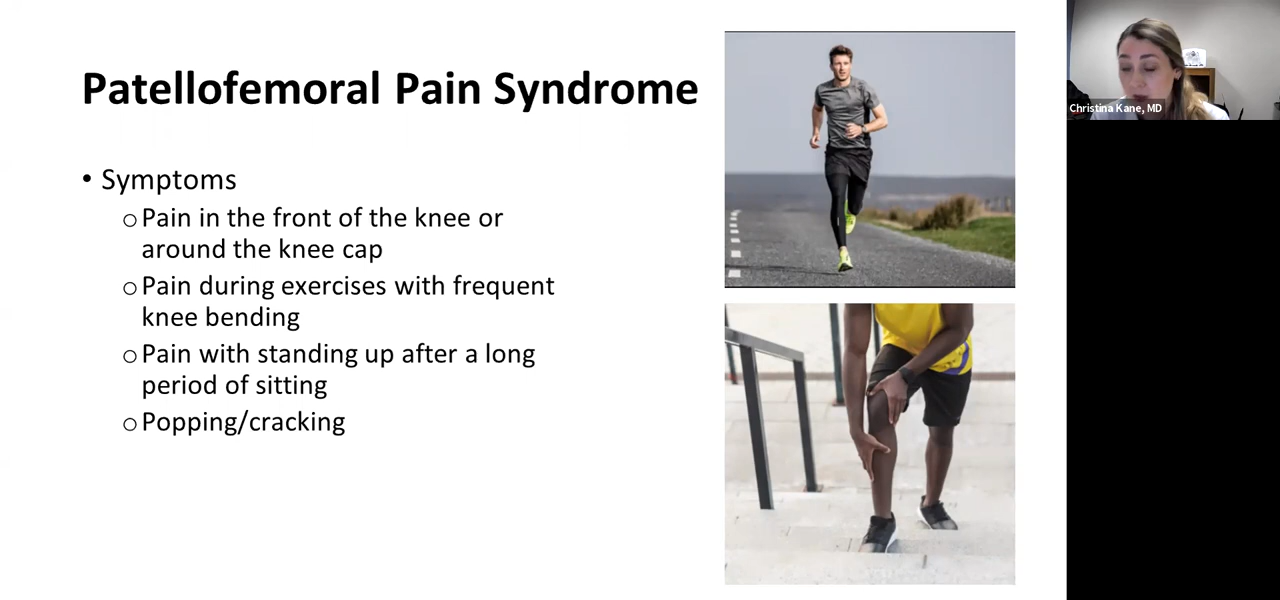 Patellofemoral Pain Syndrome
• Symptoms
o Pain in the front of the knee or
around the knee cap
o Pain during exercises with frequent
knee bending
o Pain with standing up after a long
period of sitting
o Popping/cracking
Christina Kane, MD